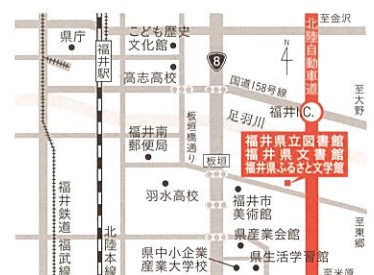 至金沢
北陸自動車道
こども歴史
文化館
県庁
福井駅
N
8
高志高校
国道158号線
至大野
足羽川
福井I.C.
福井南
郵便局
板垣橋通り
板垣
福井県立図書館
福井県文書館
福井県ふるさと文学館
羽水高校
福井市
美術館
至東郷
福井鉄道
福武線
北陸本線
県産業会館
県中小企業
産業大学校
県生活学習館
至米原